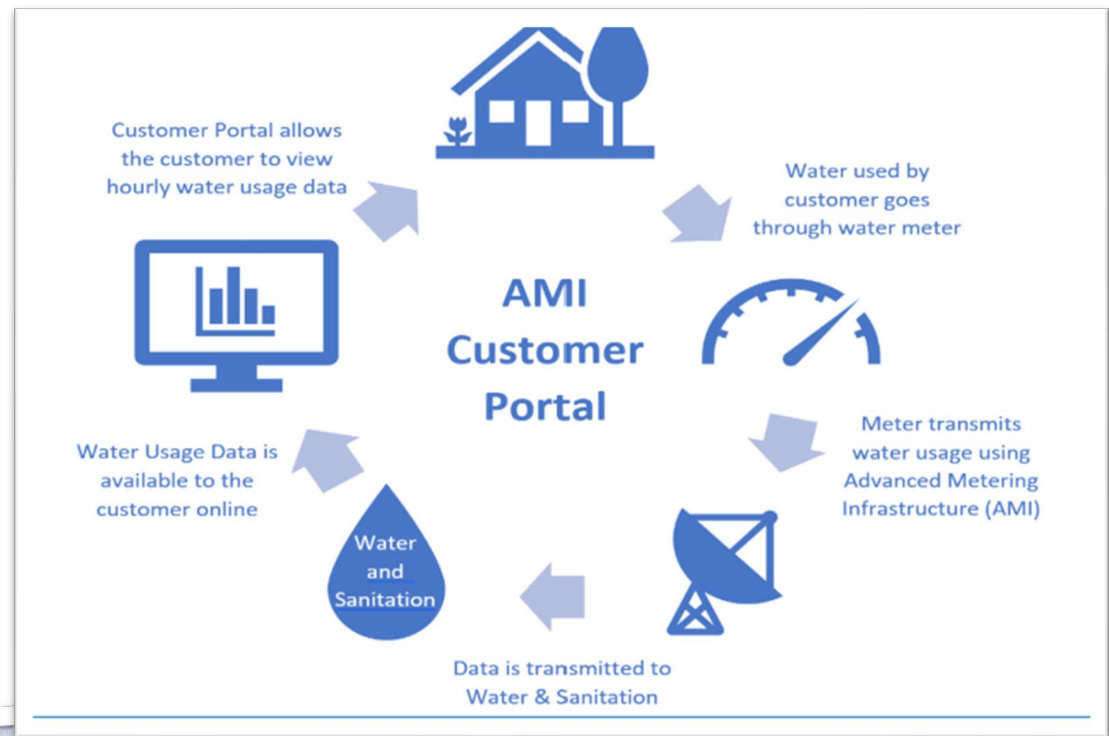 Customer Portal allows
the customer to view
hourly water usage data
Water used by
customer goes
through water meter
AMI
Customer
Portal
Meter transmits
water usage using
Advanced Metering
Infrastructure (AMI)
Water Usage Data is
available to the
customer online
Water
and
Sanitation
Data is transmitted to
Water & Sanitation